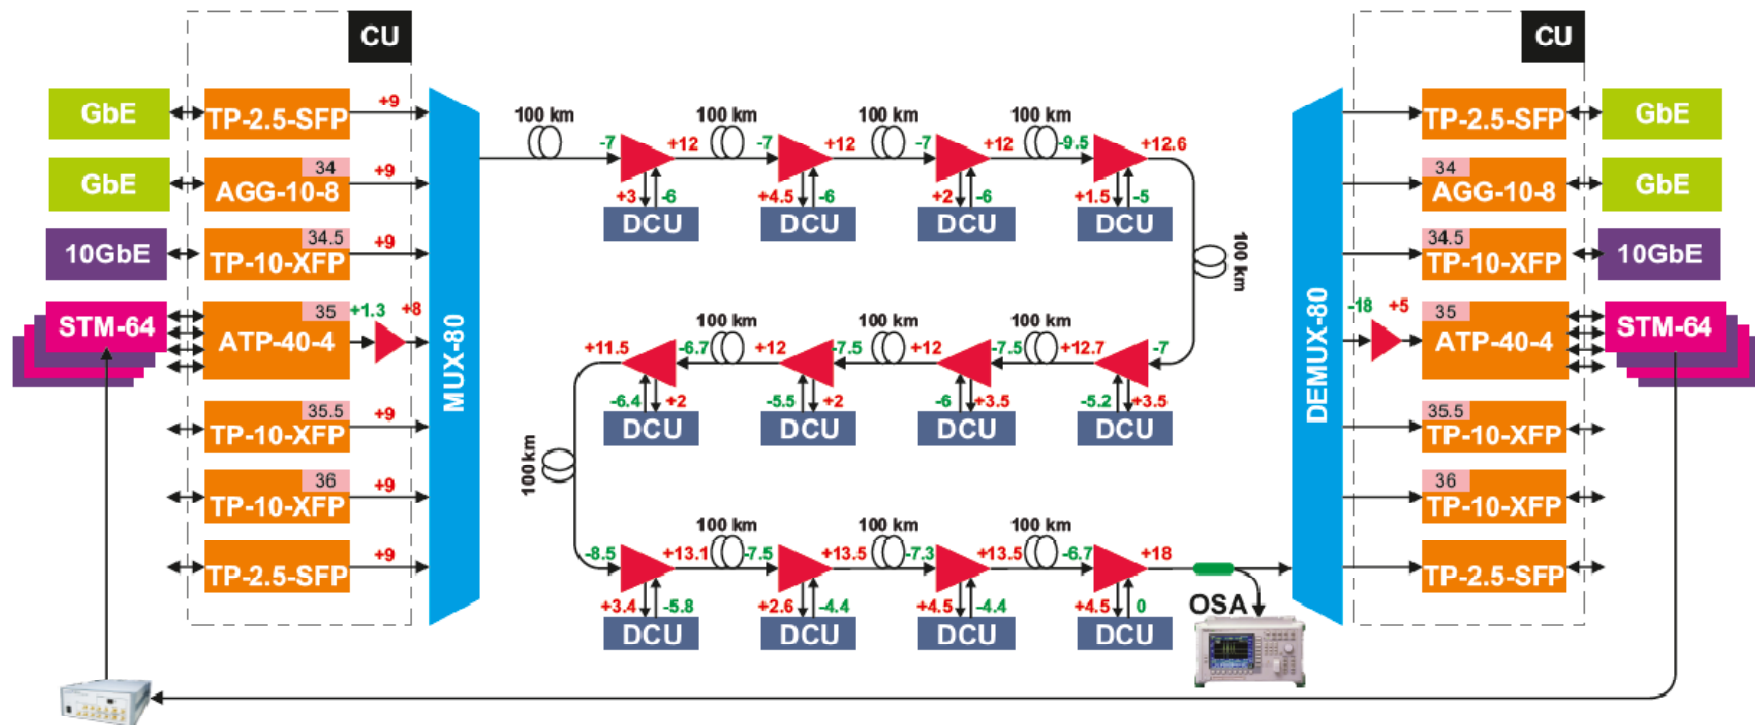 CU
GbE
TP-2.5-SFP
+9
GbE
34
AGG-10-8
+9
10GbE
34.5
TP-10-XFP
+9
STM-64
35
ATP-40-4
+1.3
+8
35.5
TP-10-XFP
+9
36
TP-10-XFP
+9
TP-2.5-SFP
+9
MUX-80
100 km
100 km
100 km
100 km
-7
+12
-7
+12
-7
+12
-9.5
+12.6
+3
-6
+4.5
-6
+2
-6
+1.5
-5
DCU
DCU
DCU
DCU
100 km
100 km
100 km
100 km
+11.5
-6.7
+12
-7.5
+12
-7.5
+12.7
-7
-6.4
+2
-5.5
+2
-6
+3.5
-5.2
+3.5
DCU
DCU
DCU
DCU
100km
100 km
100 km
100 km
-8.5
+13.1
-7.5
+13.5
-7.3
+13.5
-6.7
+18
+3.4
-5.8
+2.6
-4.4
+4.5
-4.4
+4.5
0
DCU
DCU
DCU
DCU
OSA
DEMUX-80
CU
TP-2.5-SFP
GbE
34
AGG-10-8
GbE
34.5
TP-10-XFP
10GbE
-18
+5
35
ATP-40-4
STM-64
35.5
TP-10-XFP
36
TP-10-XFP
TP-2.5-SFP